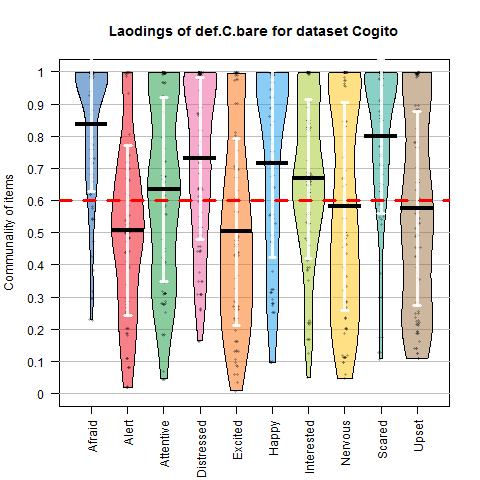 Laodings of def.C.bare for dataset Cogito
Communality of items
1
0.9
0.8
0.7
0.6
0.5
0.4
0.3
0.2
0.1
0
Afraid
Alert
Attentive
Distressed
Excited
Happy
Interested
Nervous
Scared
Upset